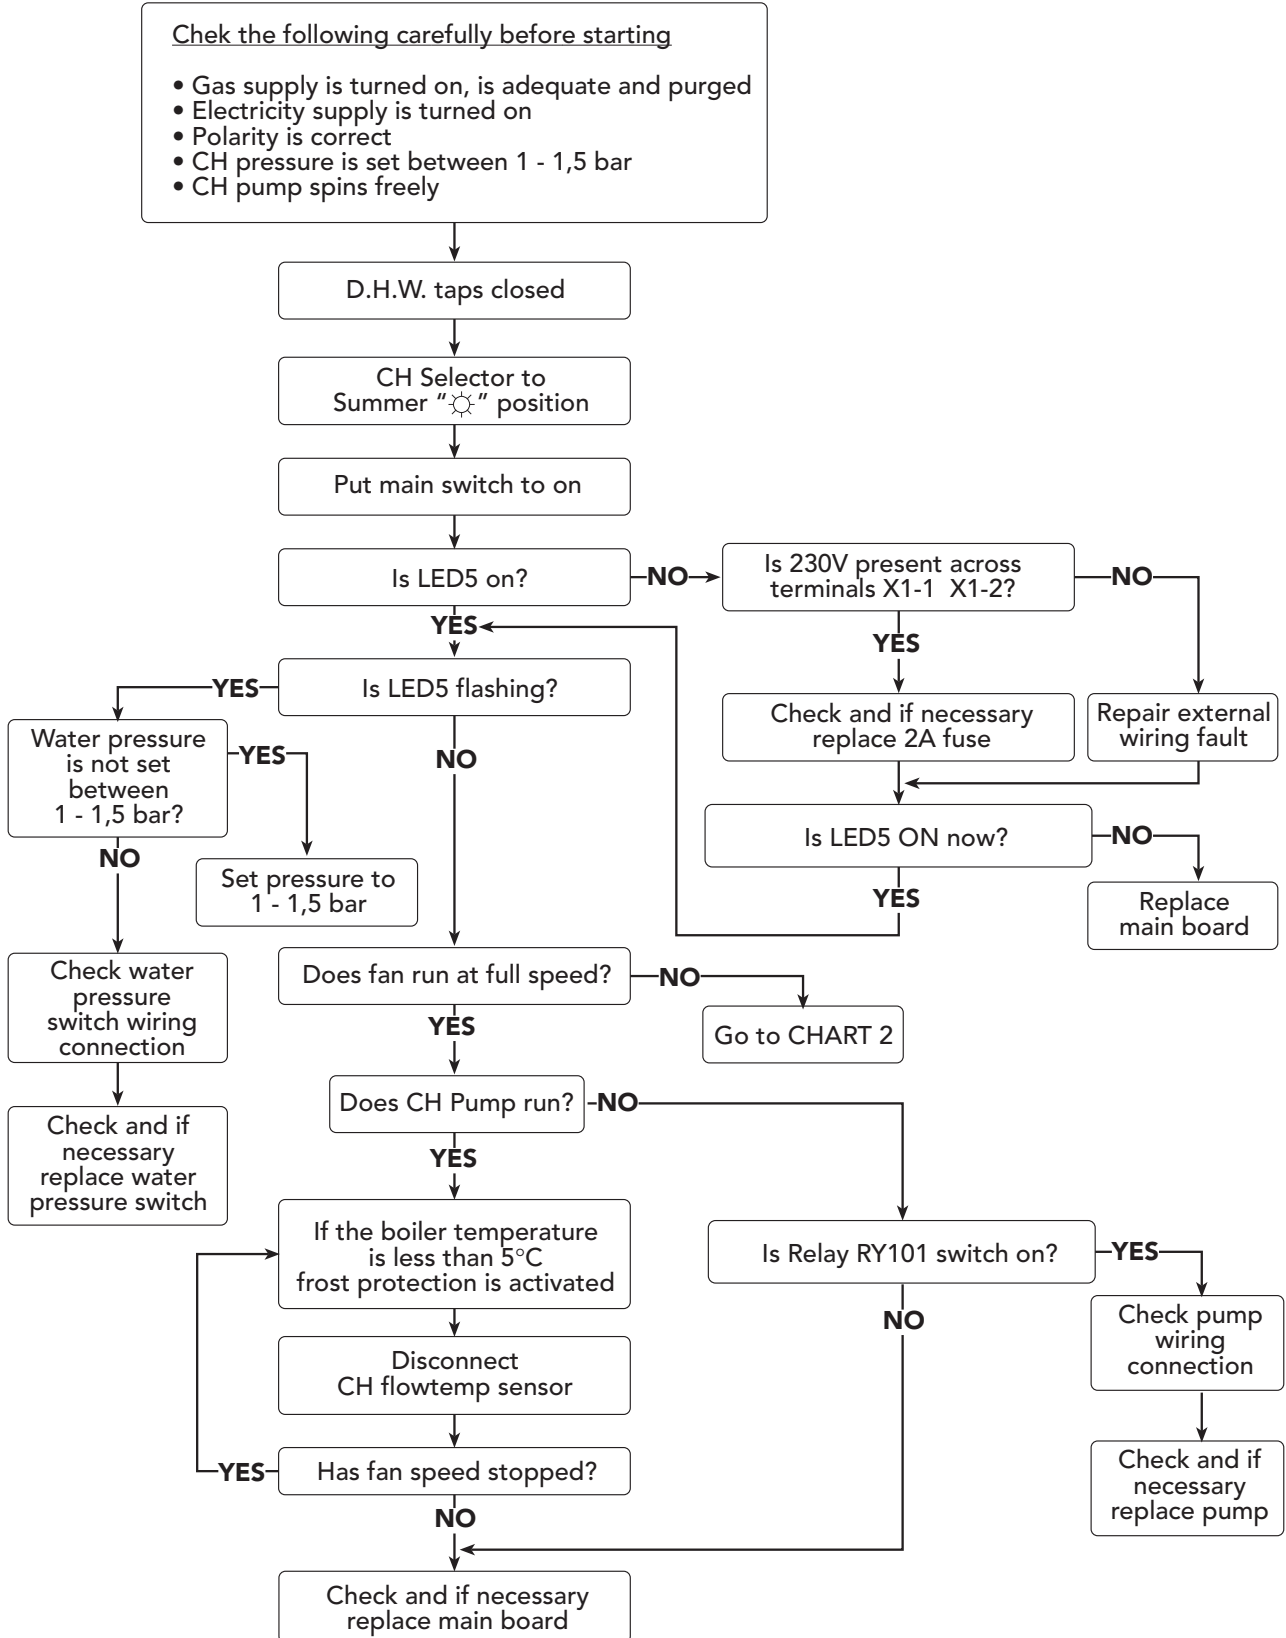 Chek the following carefully before starting
• Gas supply is turned on, is adequate and purged
• Electricity supply is turned on
• Polarity is correct
• CH pressure is set between 1 - 1,5 bar
• CH pump spins freely
D.H.W. taps closed
CH Selector to
Summer “☼” position
Put main switch to on
Is LED5 on?
NO
Is 230V present across
terminals X1-1 X1-2?
NO
YES
YES
Is LED5 flashing?
YES
Check and if necessary
replace 2A fuse
Repair external
wiring fault
Water pressure
is not set
between
1 - 1,5 bar?
YES
NO
NO
Set pressure to
1 - 1,5 bar
Is LED5 ON now?
NO
YES
Replace
main board
Check water
pressure
switch wiring
connection
Does fan run at full speed?
NO
Go to CHART 2
YES
Check and if
necessary
replace water
pressure switch
Does CH Pump run?
NO
YES
If the boiler temperature
is less than 5°C
frost protection is activated
Is Relay RY101 switch on?
YES
NO
Check pump
wiring
connection
Disconnect
CH flowtemp sensor
Has fan speed stopped?
YES
NO
Check and if
necessary
replace pump
Check and if necessary
replace main board